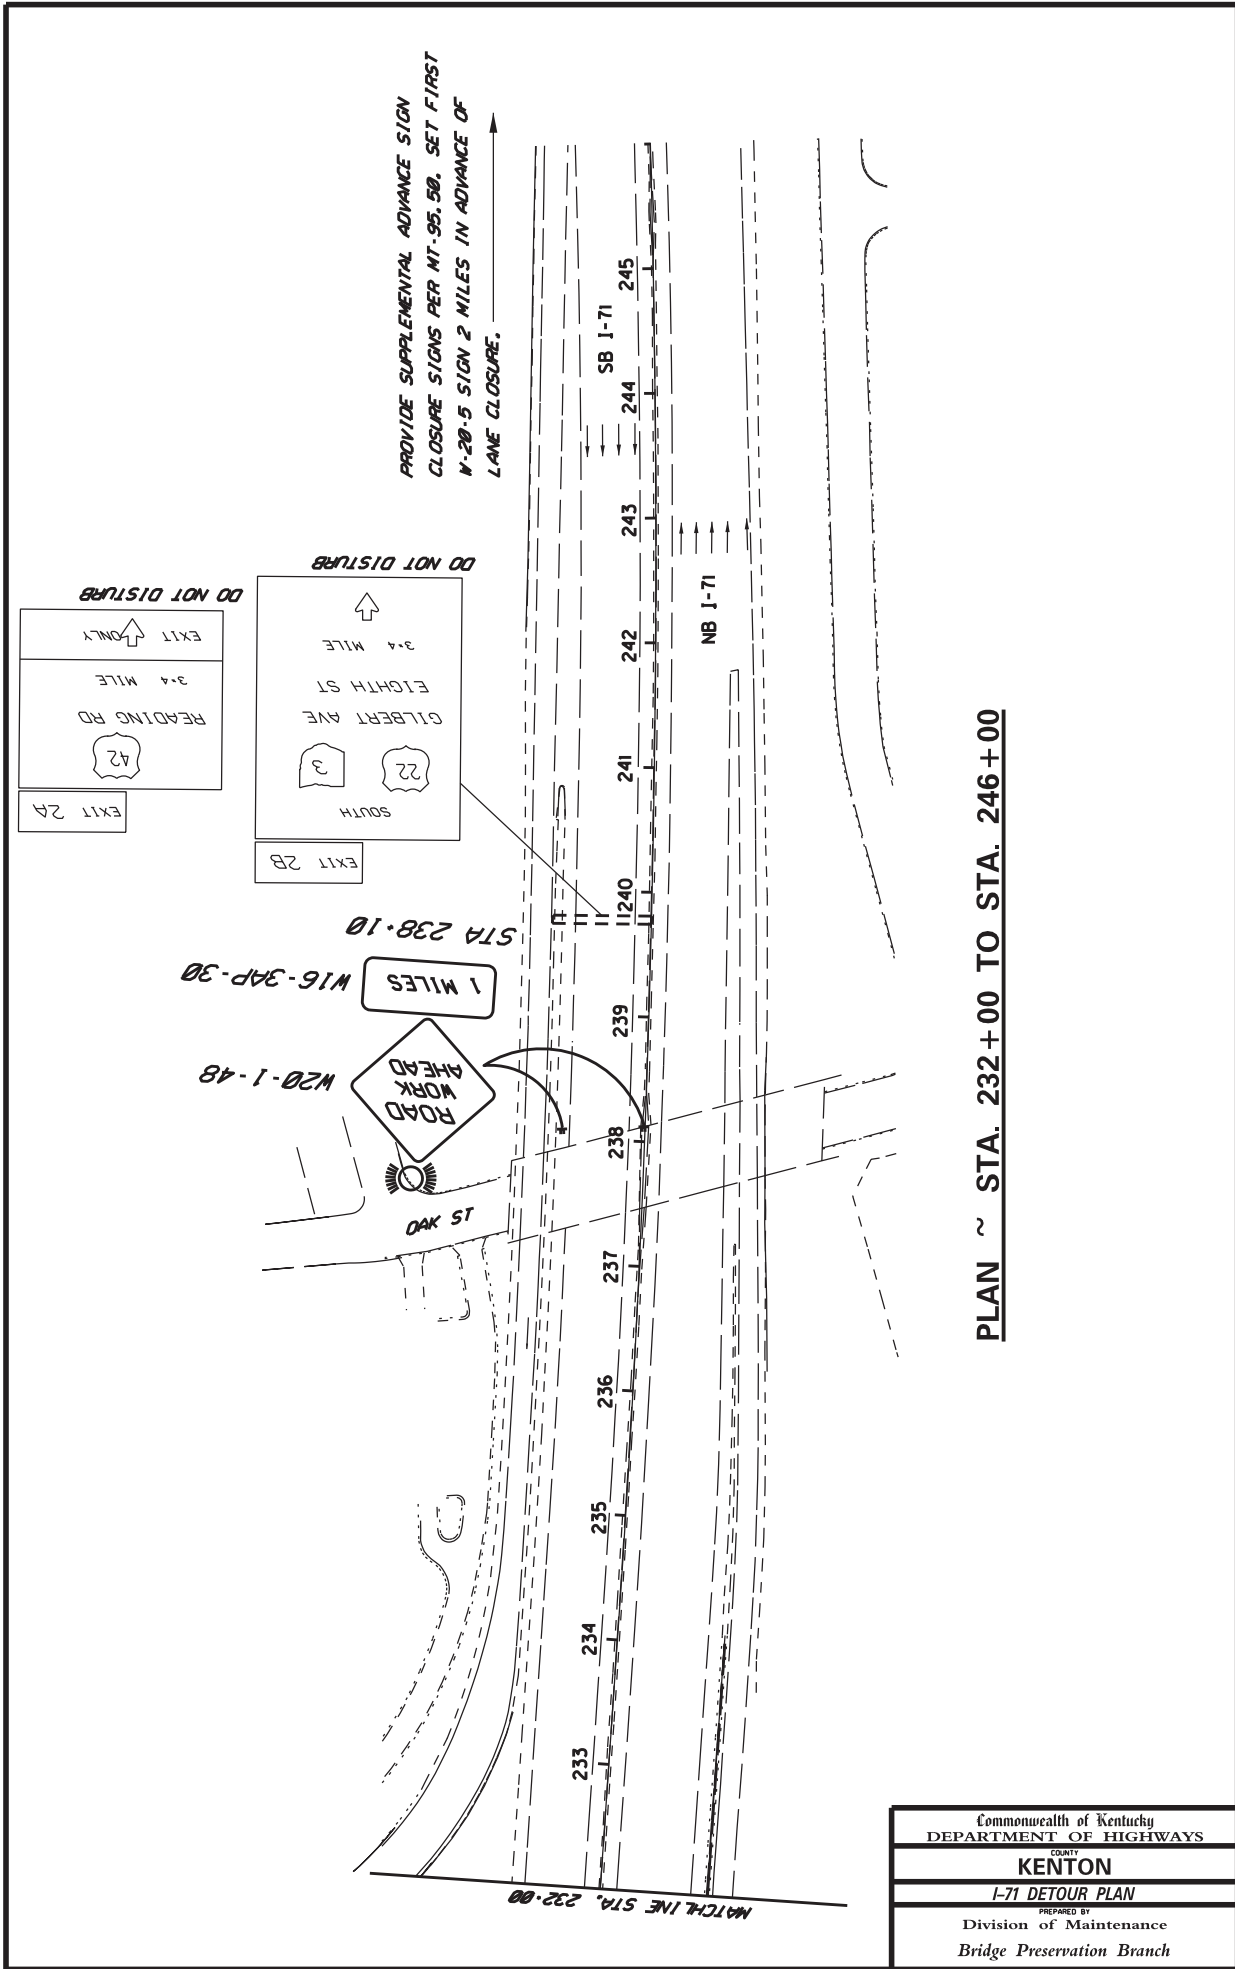 PROVIDE SUPPLEMENTAL ADVANCE SIGN
CLOSURE SIGNS PER MT-95.50. SET FIRST
W-20-5 SIGN 2 MILES IN ADVANCE OF
LANE CLOSURE.
DO NOT DISTURB
EXIT 2A
42
READING RD
3•4 MILE
EXIT ONLY
DO NOT DISTURB
EXIT 2B
SOUTH
22
3
GILBERT AVE
EIGHTH ST
3•4 MILE
STA 238+10
W16-3AP-30
1 MILES
W20-1-48
ROAD
WORK
AHEAD
OAK ST
SB I-71
NB I-71
245
244
243
242
241
240
239
238
237
236
235
234
233
MATCHLINE STA. 232+00
PLAN ~ STA. 232+00 TO STA. 246+00
Commonwealth of Kentucky
DEPARTMENT OF HIGHWAYS
COUNTY
KENTON
I-71 DETOUR PLAN
PREPARED BY
Division of Maintenance
Bridge Preservation Branch